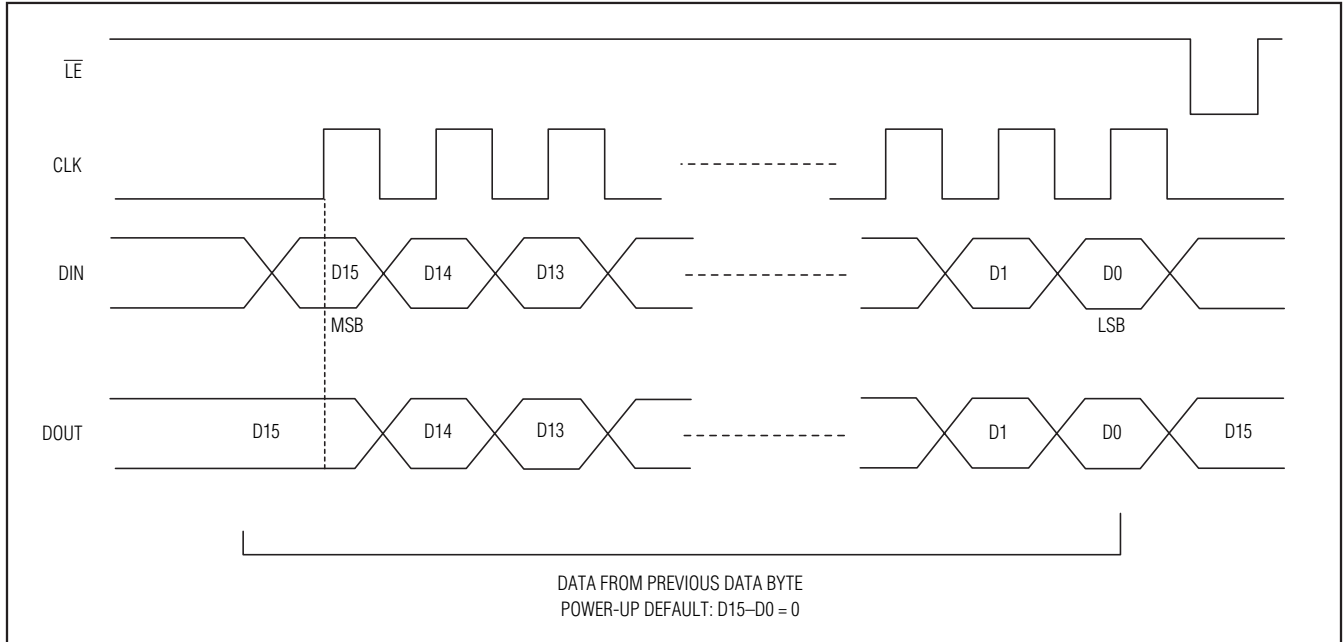 LE
CLK
DIN D15 D14 D13 D1 D0
MSB LSB
DOUT D15 D14 D13 D1 D0 D15
DATA FROM PREVIOUS DATA BYTE
POWER-UP DEFAULT: D15–D0 = 0